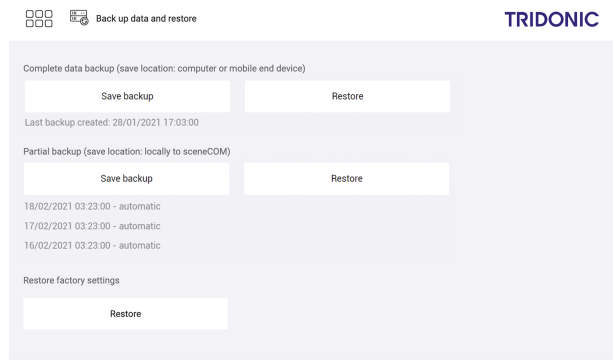 Back up data and restore
TRIDONIC
Complete data backup (save location: computer or mobile end device)
Save backup
Restore
Last backup created: 28/01/2021 17:03:00
Partial backup (save location: locally to sceneCOM)
Save backup
Restore
18/02/2021 03:23:00 - automatic
17/02/2021 03:23:00 - automatic
16/02/2021 03:23:00 - automatic
Restore factory settings
Restore